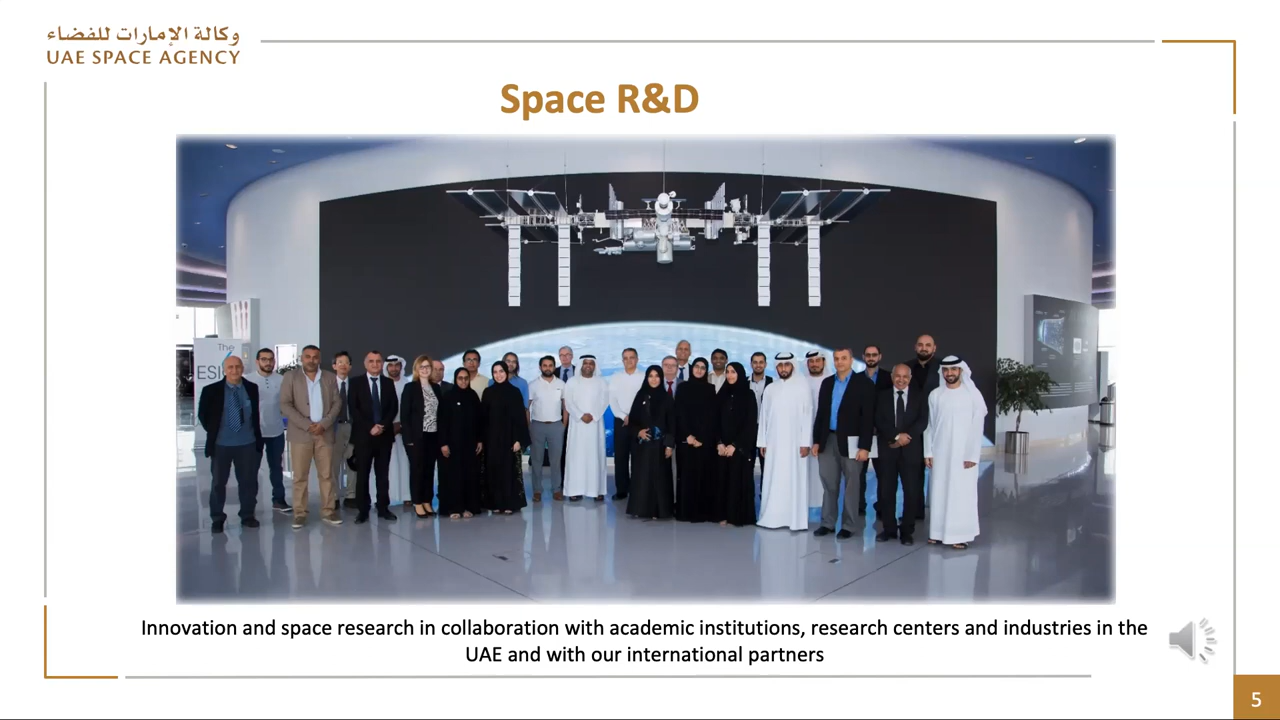 وكالة الإمارات للفضاء
UAE SPACE AGENCY
Space R&D
The
Innovation and space research in collaboration with academic institutions, research centers and industries in the
UAE and with our international partners
5